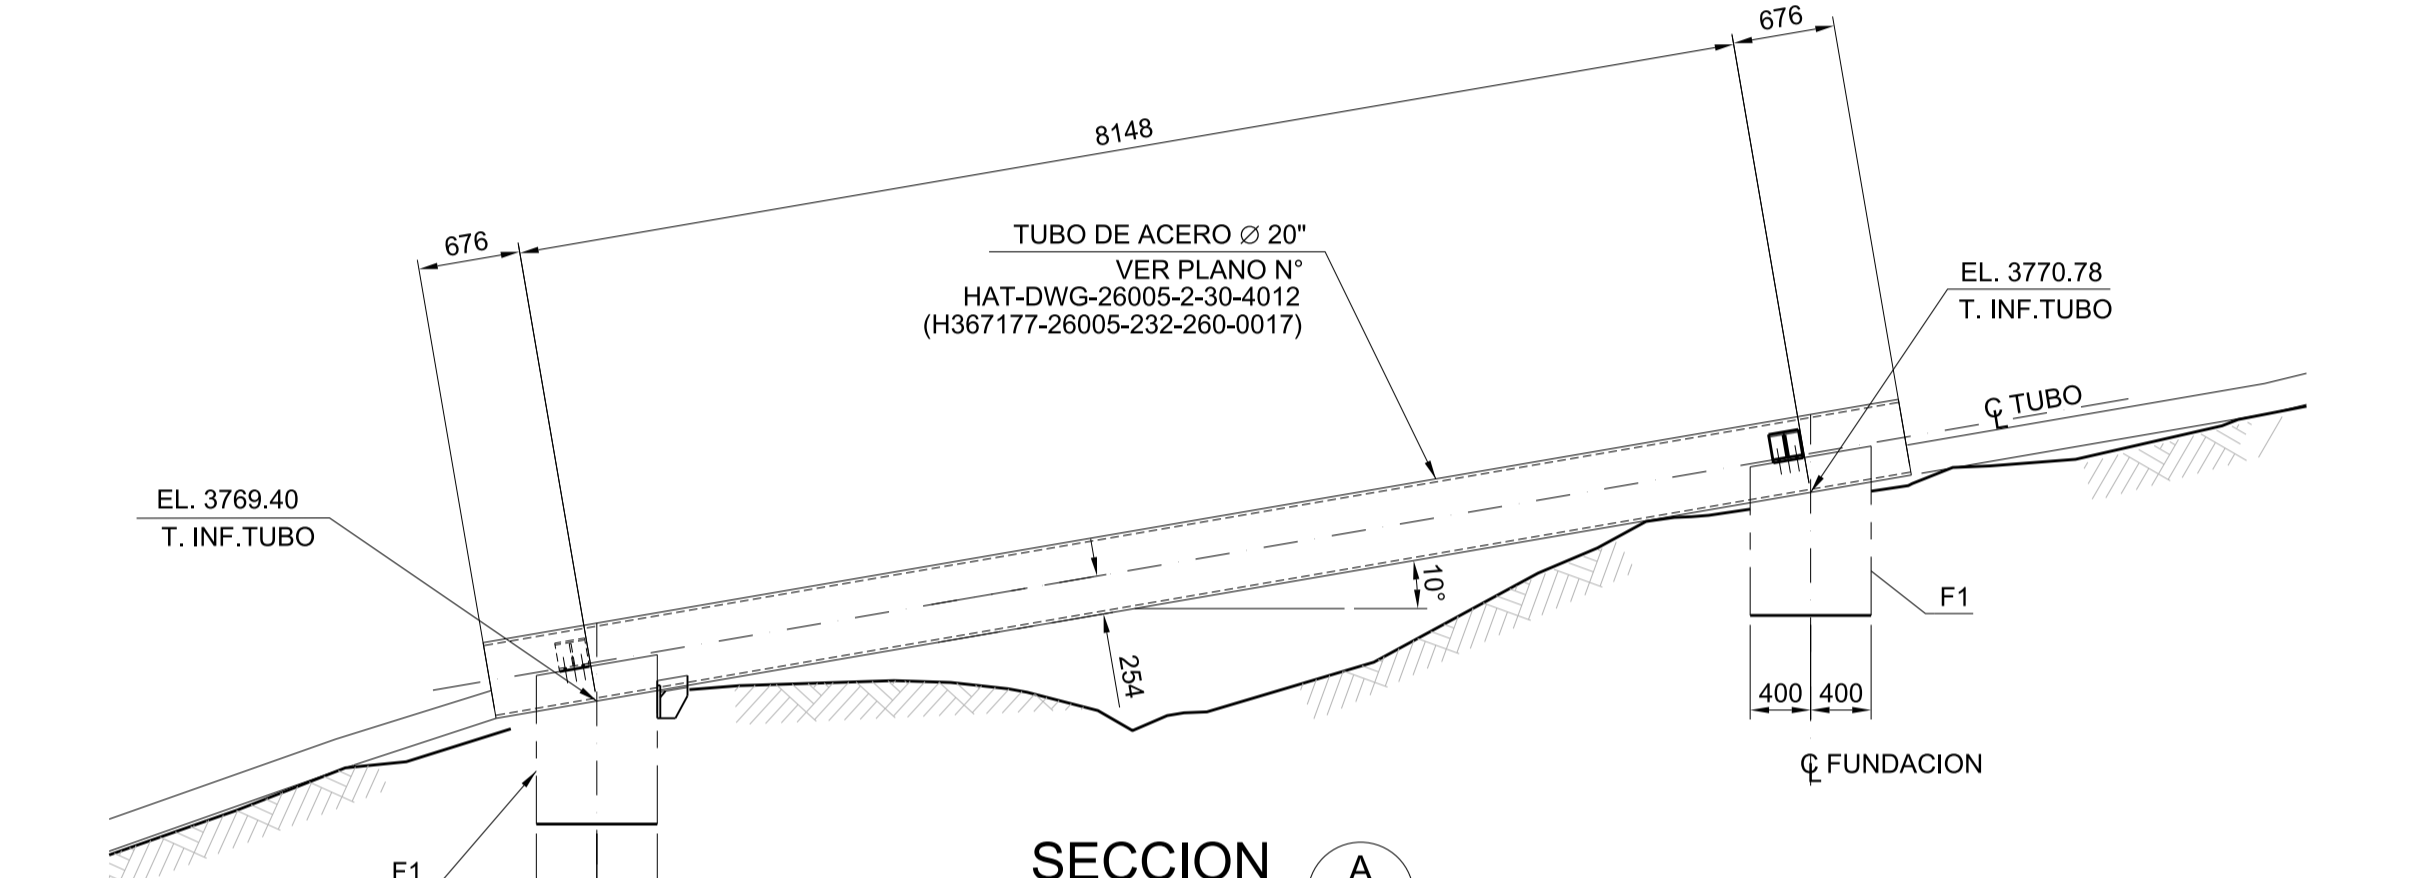 676
8148
676
TUBO DE ACERO Ø 20"
VER PLANO N°
HAT-DWG-26005-2-30-4012
(H367177-26005-232-260-0017)
EL. 3770.78
T. INF.TUBO
℄ TUBO
EL. 3769.40
T. INF.TUBO
10°
254
F1
400 400
℄ FUNDACION
F1
SECCION A